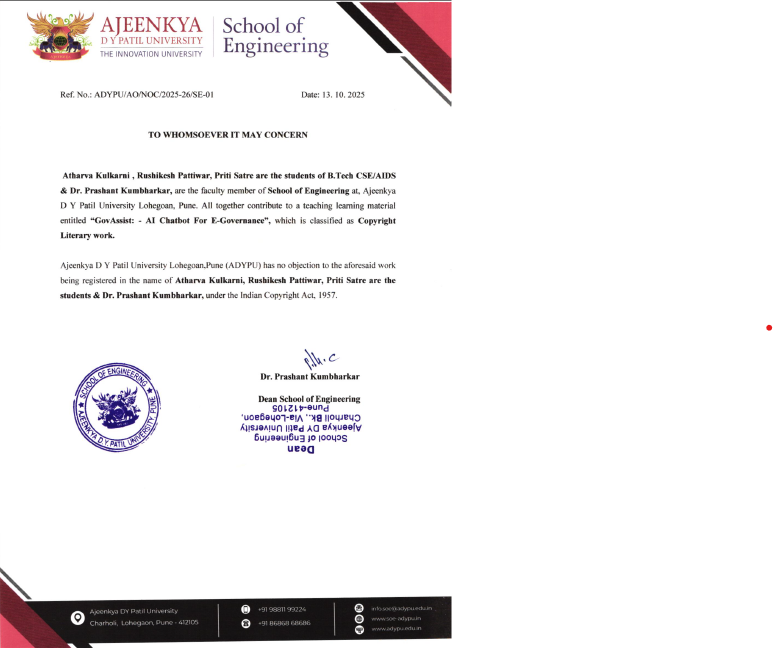 AJEENKYA
D Y PATIL UNIVERSITY
THE INNOVATION UNIVERSITY
School of
Engineering
Ref. No.: ADYPU/AO/NOC/2025-26/SE-01 Date: 13. 10. 2025
TO WHOMSOEVER IT MAY CONCERN
Atharva Kulkarni , Rushikesh Pattiwar, Priti Satre are the students of B.Tech CSE/AIDS
& Dr. Prashant Kumbharkar, are the faculty member of School of Engineering at, Ajeenkya
D Y Patil University Lohegoan, Pune. All together contribute to a teaching learning material
entitled “GovAssist: - AI Chatbot For E-Governance”, which is classified as Copyright
Literary work.
Ajeenkya D Y Patil University Lohegoan,Pune (ADYPU) has no objection to the aforesaid work
being registered in the name of Atharva Kulkarni, Rushikesh Pattiwar, Priti Satre are the
students & Dr. Prashant Kumbharkar, under the Indian Copyright Act, 1957.
Dr. Prashant Kumbharkar
Dean School of Engineering
Dean
School of Engineering
Ajeenkya DY Patil University
Charholi Bk., Via-Lohegaon,
Pune-412105
SCHOOL OF ENGINEERING
AJEENKYA D Y PATIL UNIVERSITY, PUNE
Ajeenkya DY Patil University
Charholi, Lohegaon, Pune - 412105
+91 98811 99224
+91 86868 68686
info.soe@adypu.edu.in
www.soe.adypu.in
www.adypu.edu.in